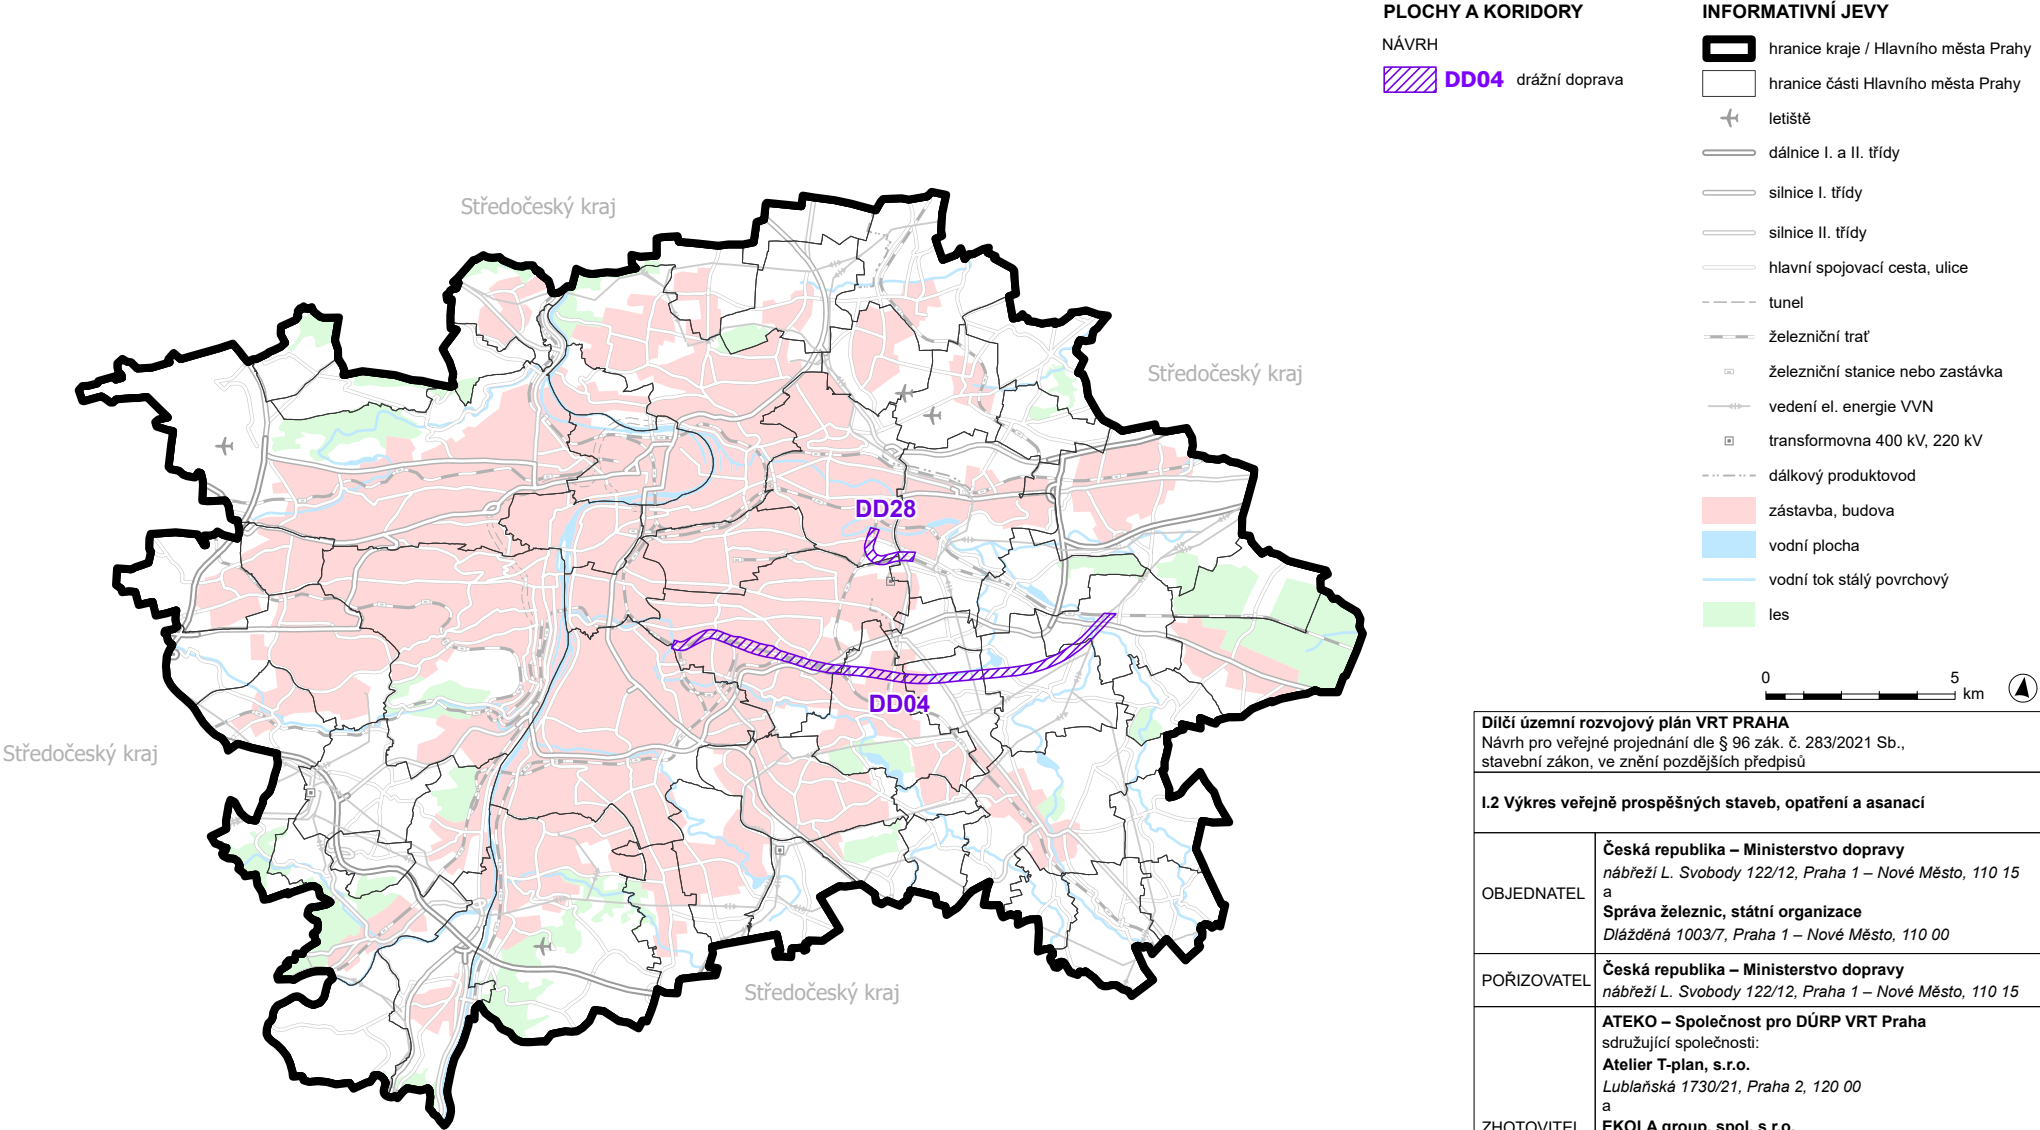 PLOCHY A KORIDORY
NÁVRH
DD04 drážní doprava
INFORMATIVNÍ JEVY
hranice kraje / Hlavního města Prahy
hranice části Hlavního města Prahy
letiště
dálnice I. a II. třídy
silnice I. třídy
silnice II. třídy
hlavní spojovací cesta, ulice
tunel
železniční trať
železniční stanice nebo zastávka
vedení el. energie VVN
transformovna 400 kV, 220 kV
dálkový produktovod
zástavba, budova
vodní plocha
vodní tok stálý povrchový
les
0 5 km
Středočeský kraj
Středočeský kraj
DD28
DD04
Středočeský kraj
Středočeský kraj
Dílčí územní rozvojový plán VRT PRAHA
Návrh pro veřejné projednání dle § 96 zák. č. 283/2021 Sb.,
stavební zákon, ve znění pozdějších předpisů
I.2 Výkres veřejně prospěšných staveb, opatření a asanací
OBJEDNATEL
Česká republika – Ministerstvo dopravy
nábřeží L. Svobody 122/12, Praha 1 – Nové Město, 110 15
a
Správa železnic, státní organizace
Dlážděná 1003/7, Praha 1 – Nové Město, 110 00
POŘIZOVATEL
Česká republika – Ministerstvo dopravy
nábřeží L. Svobody 122/12, Praha 1 – Nové Město, 110 15
ZHOTOVITEL
ATEKO – Společnost pro DÚRP VRT Praha
sdružující společnosti:
Atelier T-plan, s.r.o.
Lublaňská 1730/21, Praha 2, 120 00
a
EKOLA group, spol. s r.o.